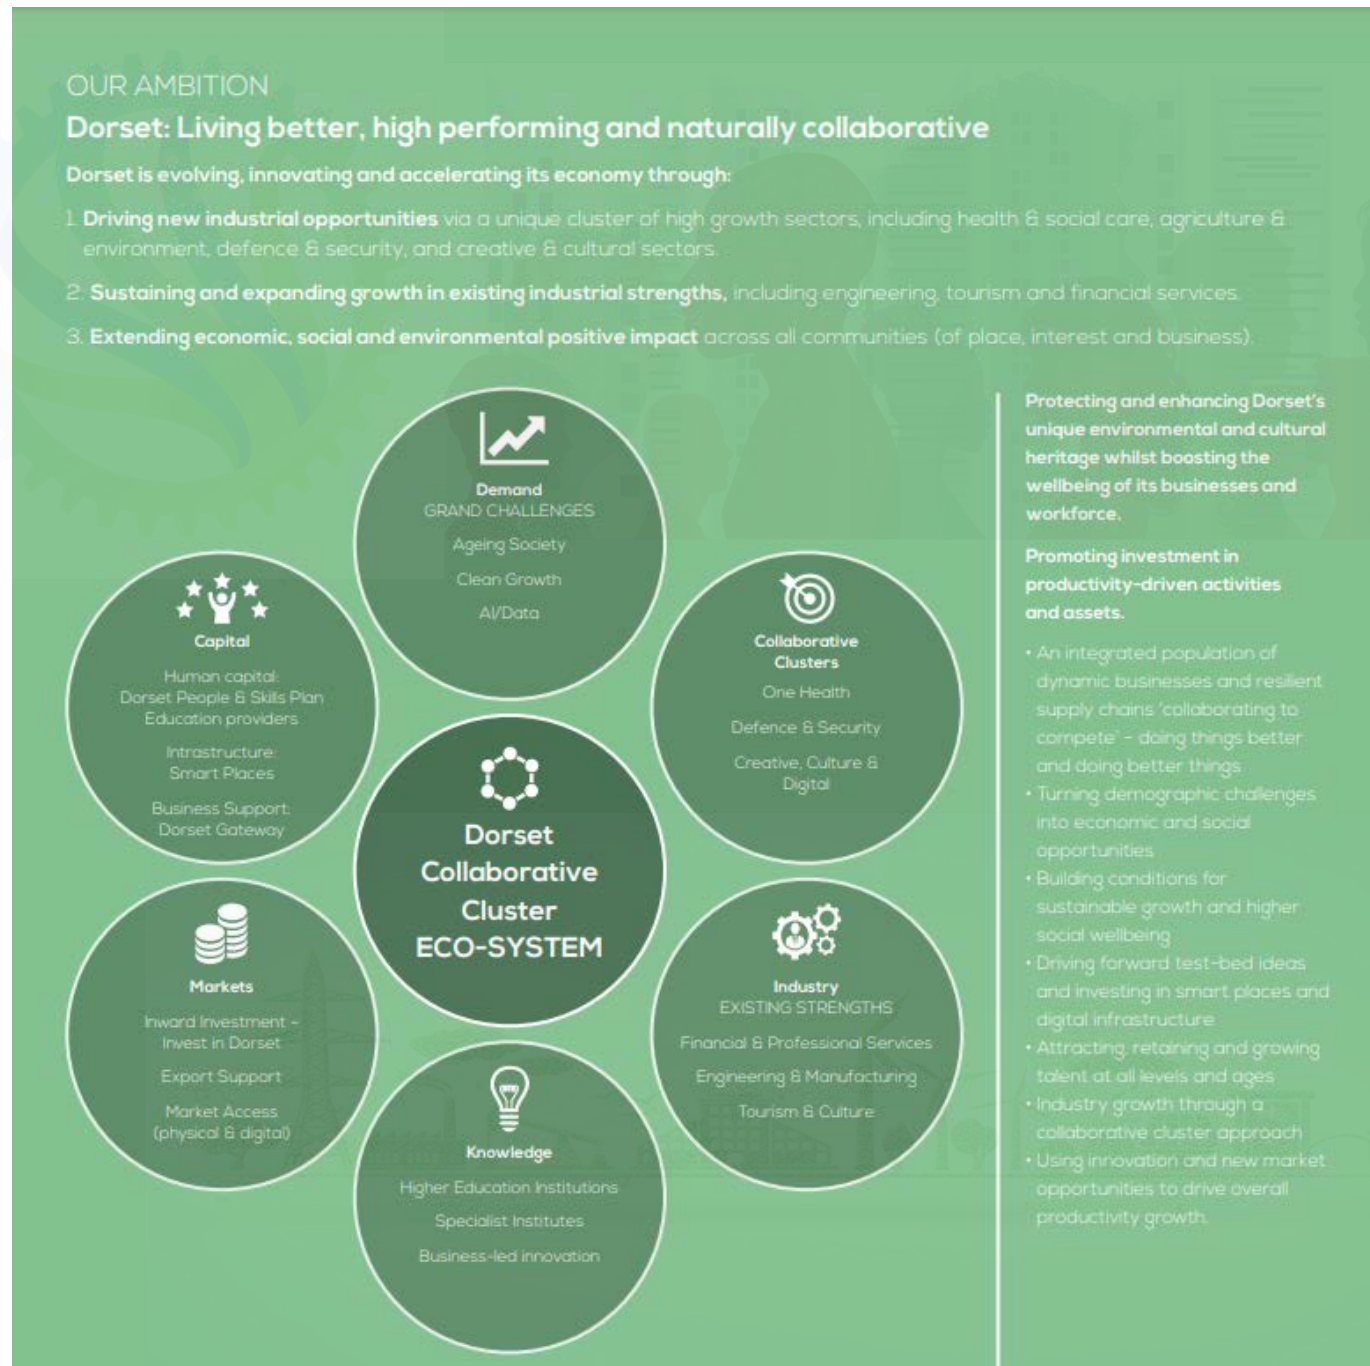 OUR AMBITION
Dorset: Living better, high performing and naturally collaborative
Dorset is evolving, innovating and accelerating its economy through:
1. Driving new industrial opportunities via a unique cluster of high growth sectors, including health & social care, agriculture &
environment, defence & security, and creative & cultural sectors.
2. Sustaining and expanding growth in existing industrial strengths, including engineering, tourism and financial services.
3. Extending economic, social and environmental positive impact across all communities (of place, interest and business).
Demand
GRAND CHALLENGES
Ageing Society
Clean Growth
AI/Data
Capital
Human capital:
Dorset People & Skills Plan
Education providers
Intrastructure:
Smart Places
Business Support:
Dorset Gateway
Collaborative
Clusters
One Health
Defence & Security
Creative, Culture &
Digital
Dorset
Collaborative
Cluster
ECO-SYSTEM
Markets
Inward Investment –
Invest in Dorset
Export Support
Market Access
(physical & digital)
Industry
EXISTING STRENGTHS
Financial & Professional Services
Engineering & Manufacturing
Tourism & Culture
Knowledge
Higher Education Institutions
Specialist Institutes
Business-led innovation
Protecting and enhancing Dorset's
unique environmental and cultural
heritage whilst boosting the
wellbeing of its businesses and
workforce.
Promoting investment in
productivity-driven activities
and assets.
• An integrated population of
dynamic businesses and resilient
supply chains 'collaborating to
compete' - doing things better
and doing better things
• Turning demographic challenges
into economic and social
opportunities
• Building conditions for
sustainable growth and higher
social wellbeing
• Driving forward test-bed ideas
and investing in smart places and
digital infrastructure
• Attracting, retaining and growing
talent at all levels and ages
• Industry growth through a
collaborative cluster approach
• Using innovation and new market
opportunities to drive overall
productivity growth.